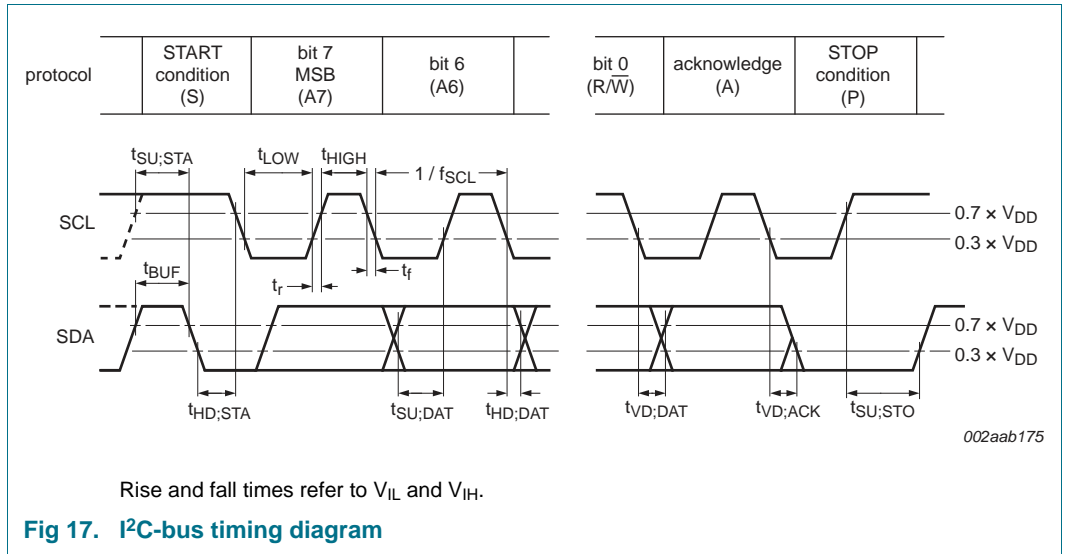 protocol
START
condition
(S)
bit 7
MSB
(A7)
bit 6
(A6)
bit 0
(R/W̅)
acknowledge
(A)
STOP
condition
(P)
tSU;STA
tLOW
tHIGH
1 / fSCL
SCL
0.7 × VDD
0.3 × VDD
tBUF
tr
tf
SDA
0.7 × VDD
0.3 × VDD
tHD;STA
tSU;DAT
tHD;DAT
tVD;DAT
tVD;ACK
tSU;STO
002aab175
Rise and fall times refer to VIL and VIH.
Fig 17. I²C-bus timing diagram